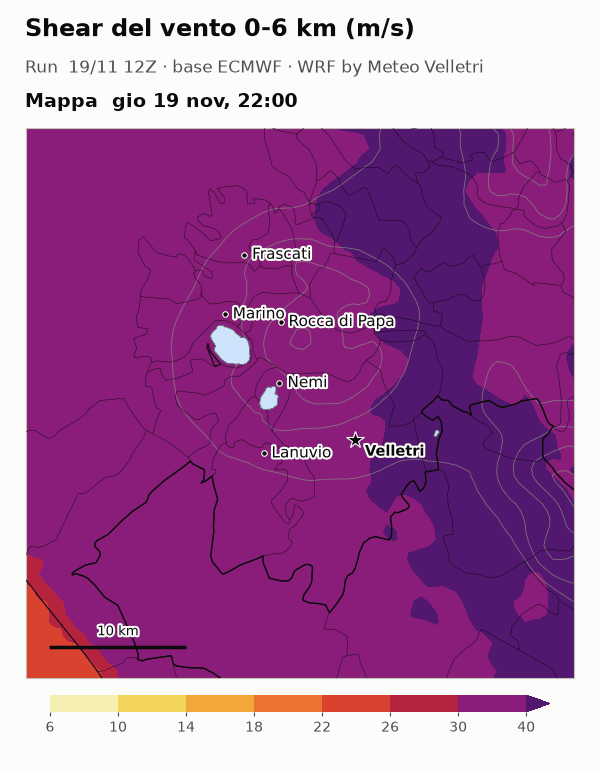 Shear del vento 0-6 km (m/s)
Run  19/11 12Z · base ECMWF · WRF by Meteo Velletri
Mappa  gio 19 nov, 22:00
Frascati
Marino
Rocca di Papa
Nemi
Velletri
Lanuvio
10 km
6 10 14 18 22 26 30 40